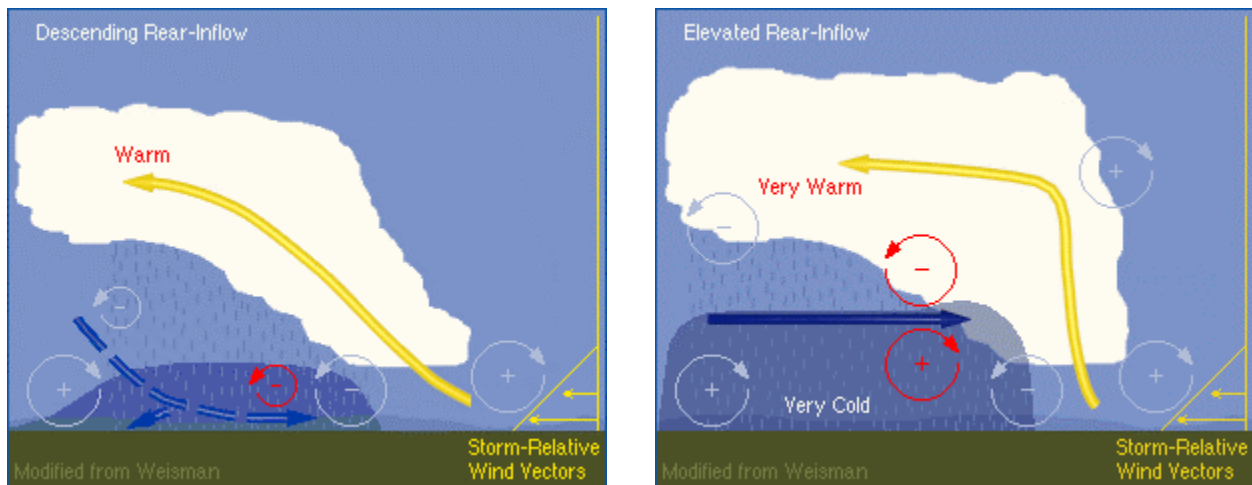 Descending Rear-Inflow
Warm
+
−
−
−
+
Storm-Relative
Wind Vectors
Modified from Weisman
Elevated Rear-Inflow
Very Warm
+
−
−
+
+
−
+
Very Cold
Storm-Relative
Wind Vectors
Modified from Weisman